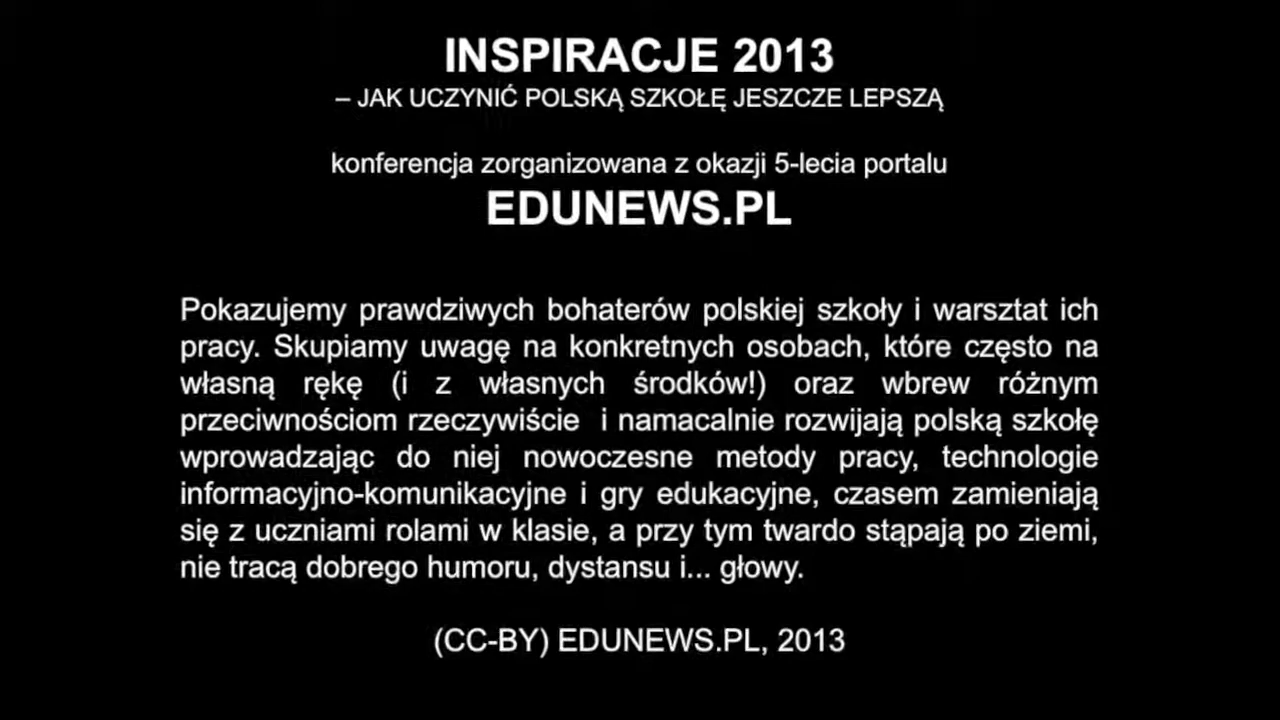 INSPIRACJE 2013
– JAK UCZYNIĆ POLSKĄ SZKOŁĘ JESZCZE LEPSZĄ
konferencja zorganizowana z okazji 5-lecia portalu
EDUNEWS.PL
Pokazujemy prawdziwych bohaterów polskiej szkoły i warsztat ich
pracy. Skupiamy uwagę na konkretnych osobach, które często na
własną rękę (i z własnych środków!) oraz wbrew różnym
przeciwnościom rzeczywiście i namacalnie rozwijają polską szkołę
wprowadzając do niej nowoczesne metody pracy, technologie
informacyjno-komunikacyjne i gry edukacyjne, czasem zamieniają
się z uczniami rolami w klasie, a przy tym twardo stąpają po ziemi,
nie tracą dobrego humoru, dystansu i... głowy.
(CC-BY) EDUNEWS.PL, 2013